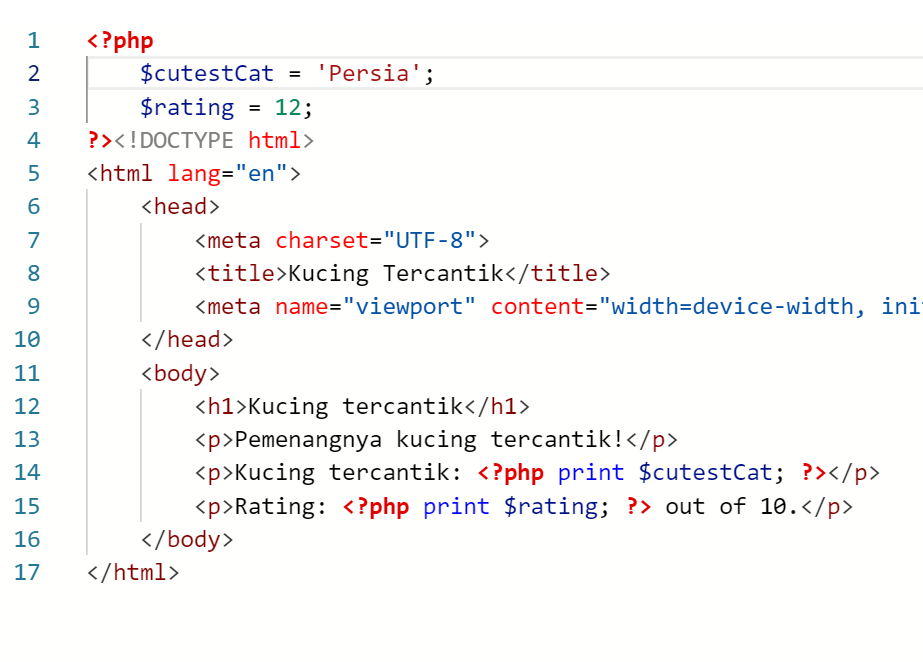 1 <?php
2     $cutestCat = 'Persia';
3     $rating = 12;
4 ?><!DOCTYPE html>
5 <html lang="en">
6     <head>
7         <meta charset="UTF-8">
8         <title>Kucing Tercantik</title>
9         <meta name="viewport" content="width=device-width, ini
10     </head>
11     <body>
12         <h1>Kucing tercantik</h1>
13         <p>Pemenangnya kucing tercantik!</p>
14         <p>Kucing tercantik: <?php print $cutestCat; ?></p>
15         <p>Rating: <?php print $rating; ?> out of 10.</p>
16     </body>
17 </html>